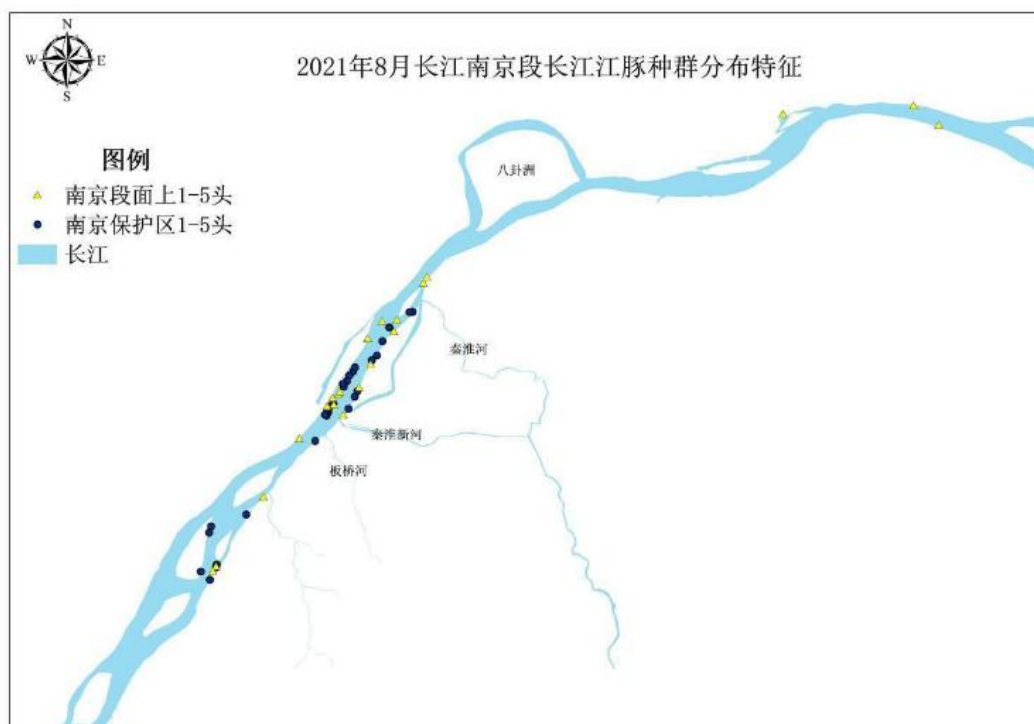 N
W E
S
2021年8月长江南京段长江江豚种群分布特征
八卦洲
图例
南京段面上1-5头
南京保护区1-5头
长江
秦淮河
秦淮新河
板桥河